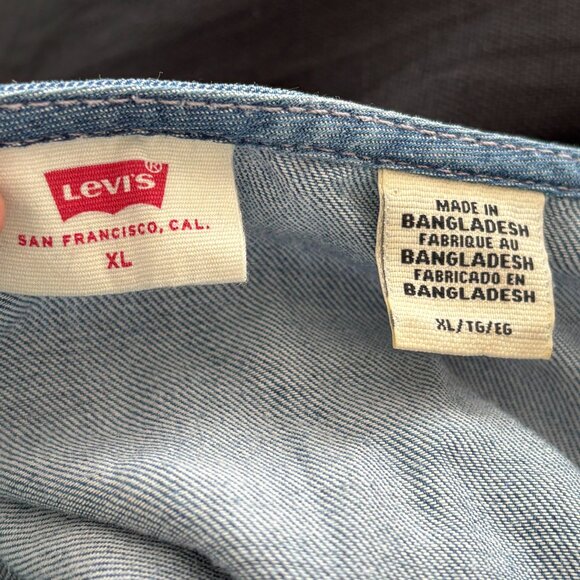 Levi's®
SAN FRANCISCO, CAL.
XL
MADE IN
BANGLADESH
FABRIQUE AU
BANGLADESH
FABRICADO EN
BANGLADESH
XL/TG/EG